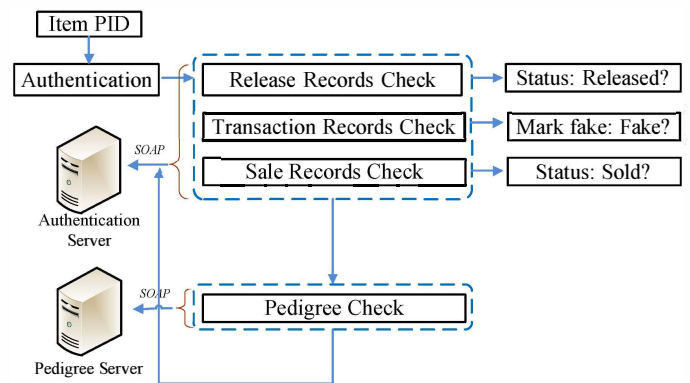 Item PID
Authentication
Release Records Check
Status: Released?
Transaction Records Check
Mark fake: Fake?
SOAP
Sale Records Check
Status: Sold?
Authentication
Server
SOAP
Pedigree Check
Pedigree Server